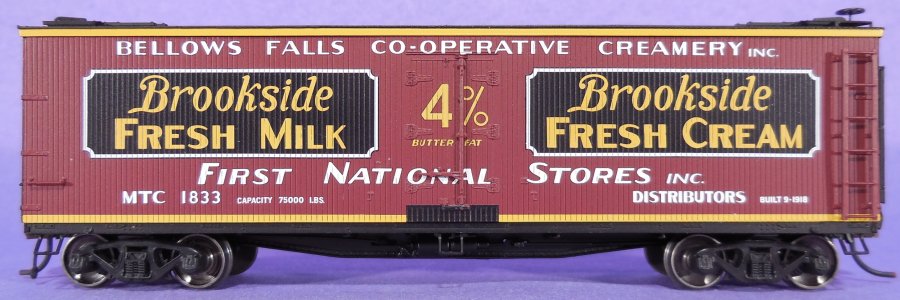 BELLOWS FALLS CO-OPERATIVE CREAMERY INC.
Brookside
FRESH MILK
4%
BUTTER FAT
Brookside
FRESH CREAM
FIRST NATIONAL STORES INC.
MTC 1833 CAPACITY 75000 LBS.
DISTRIBUTORS BUILT 9-1918